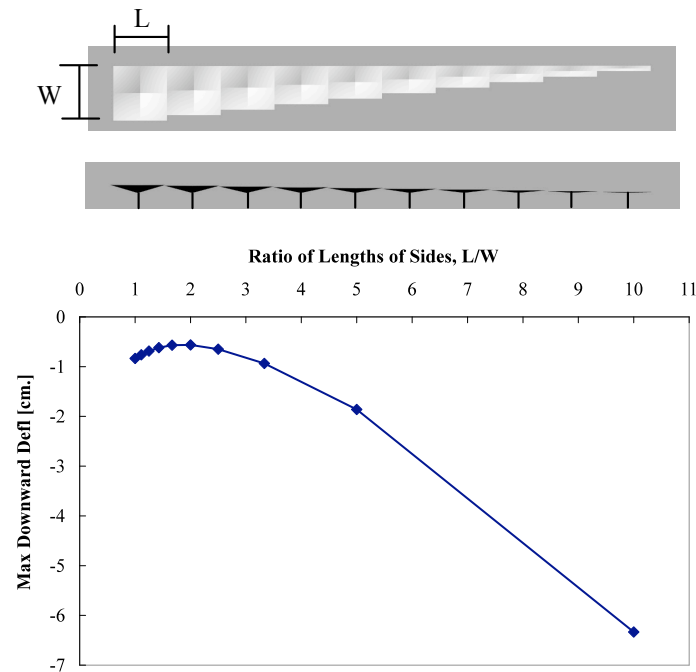 L
W
Ratio of Lengths of Sides, L/W
0 1 2 3 4 5 6 7 8 9 10 11
Max Downward Defl [cm.]
0
-1
-2
-3
-4
-5
-6
-7